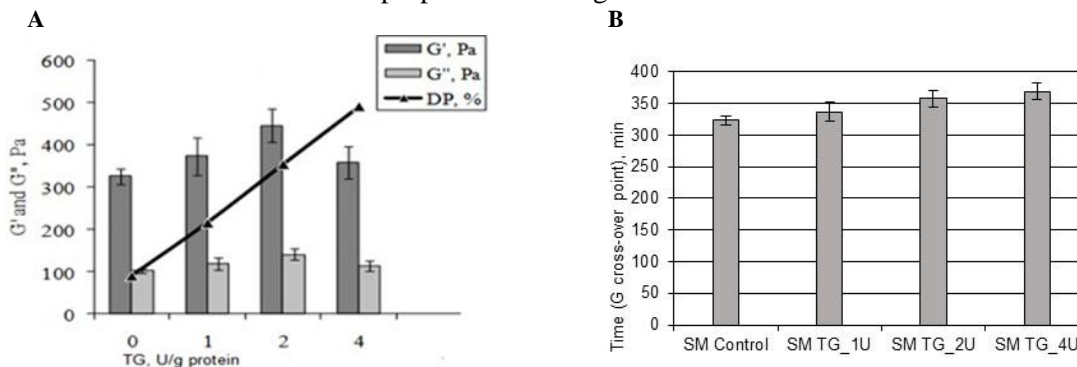 A
B
600
500
400
300
200
100
0
G' and G", Pa
0 1 2 4
TG, U/g protein
G', Pa
G", Pa
DP, %
400
350
300
250
200
150
100
50
0
Time (G cross-over point), min
SM Control SM TG_1U SM TG_2U SM TG_4U